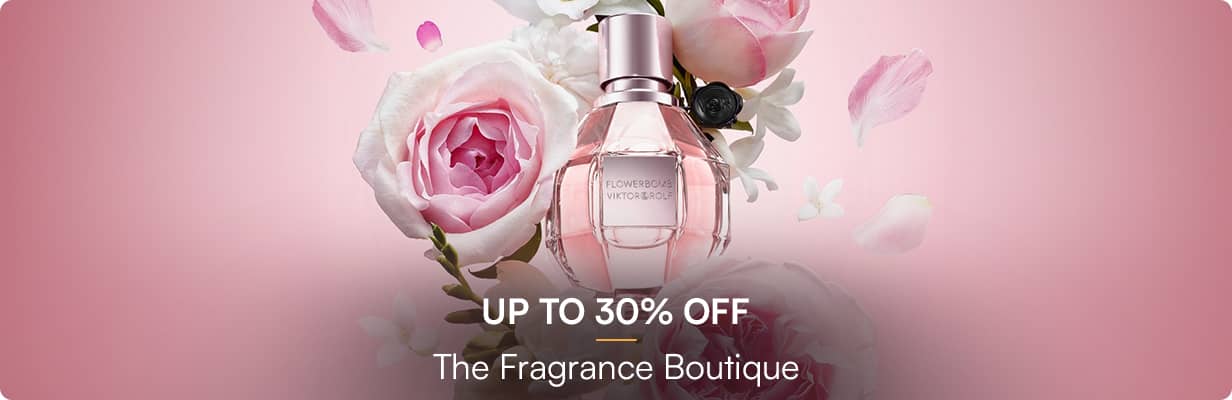 FLOWERBOMB
VIKTOR&ROLF
UP TO 30% OFF
The Fragrance Boutique